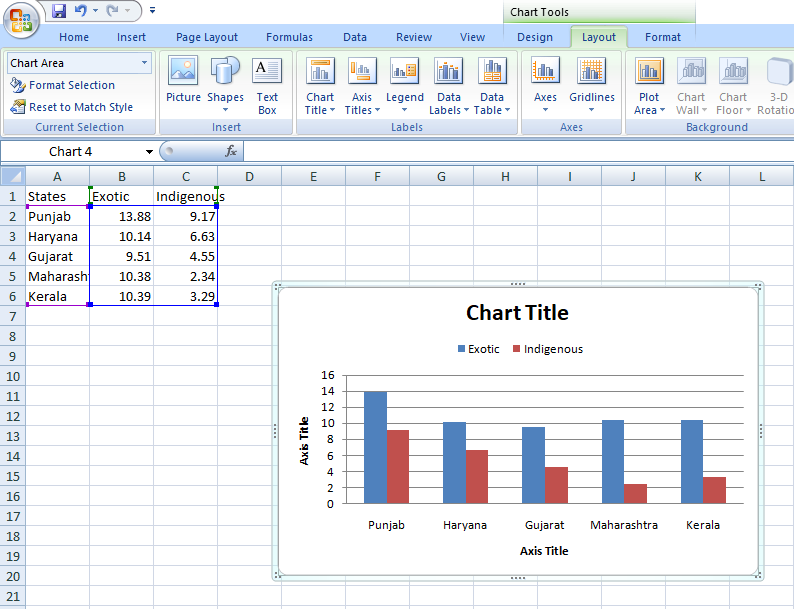 Chart Tools
Home Insert Page Layout Formulas Data Review View Design Layout Format
Chart Area
Format Selection
Reset to Match Style
Current Selection
Picture Shapes Text Box
Insert
Chart Title Axis Titles Legend Data Labels Data Table
Labels
Axes Gridlines
Axes
Plot Area Chart Wall Chart Floor 3-D Rotatio
Background
Chart 4 fx
A B C D E F G H I J K L
1 States Exotic Indigenous
2 Punjab 13.88 9.17
3 Haryana 10.14 6.63
4 Gujarat 9.51 4.55
5 Maharasht 10.38 2.34
6 Kerala 10.39 3.29
7
8
9
10
11
12
13
14
15
16
17
18
19
20
21
Chart Title
Exotic Indigenous
16
14
12
10
8
6
4
2
0
Axis Title
Punjab Haryana Gujarat Maharashtra Kerala
Axis Title